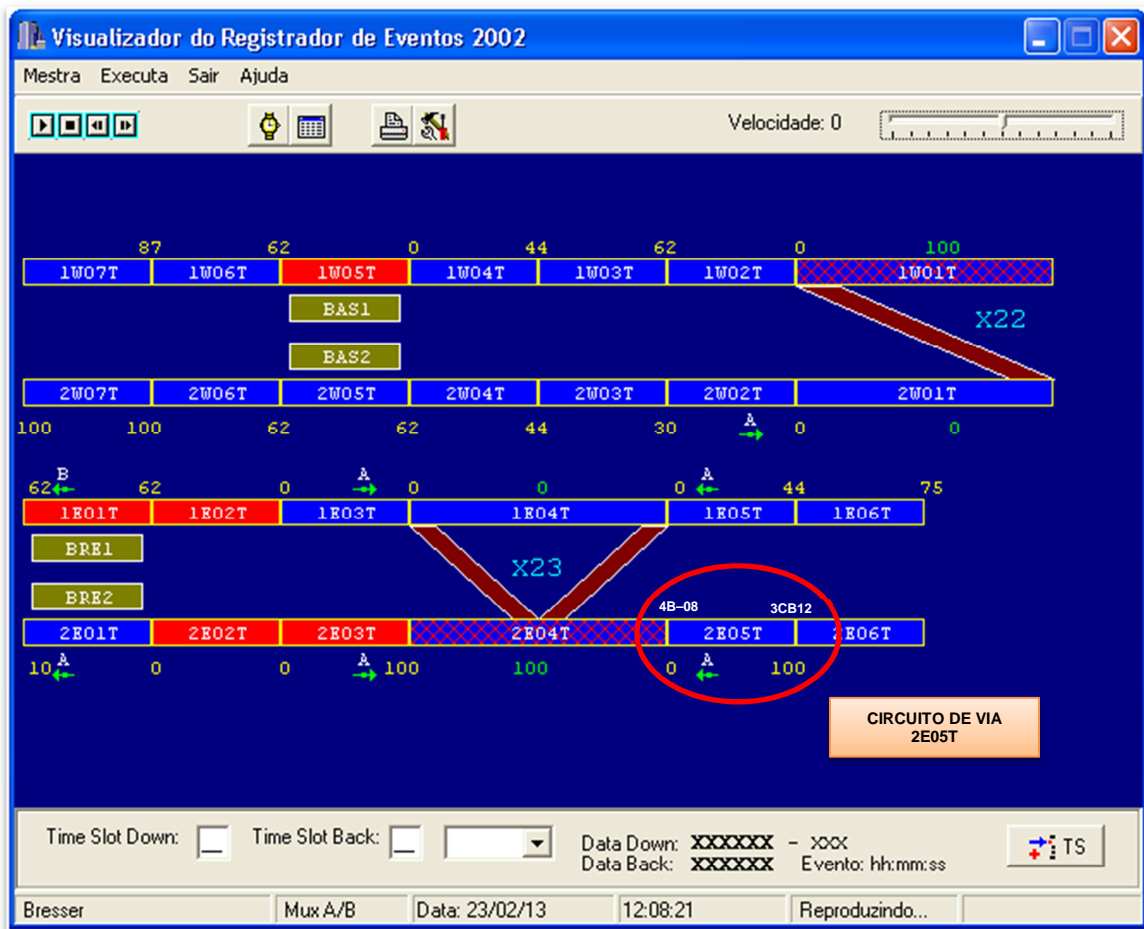 Visualizador do Registrador de Eventos 2002
Mestra Executa Sair Ajuda
Velocidade: 0
87 62 0 44 62 0 100
1W07T 1W06T 1W05T 1W04T 1W03T 1W02T 1W01T
BAS1
X22
BAS2
2W07T 2W06T 2W05T 2W04T 2W03T 2W02T 2W01T
100 100 62 62 44 30 A 0 0
62 B 62 0 A 0 0 0 A 44 75
1E01T 1E02T 1E03T 1E04T 1E05T 1E06T
BRE1
X23
BRE2
4B–08 3CB12
2E01T 2E02T 2E03T 2E04T 2E05T 2E06T
10 A 0 0 A 100 100 0 A 100
CIRCUITO DE VIA
2E05T
Time Slot Down: __ Time Slot Back: __ Data Down: XXXXXX - XXX
Data Back: XXXXXX Evento: hh:mm:ss
TS
Bresser Mux A/B Data: 23/02/13 12:08:21 Reproduzindo...